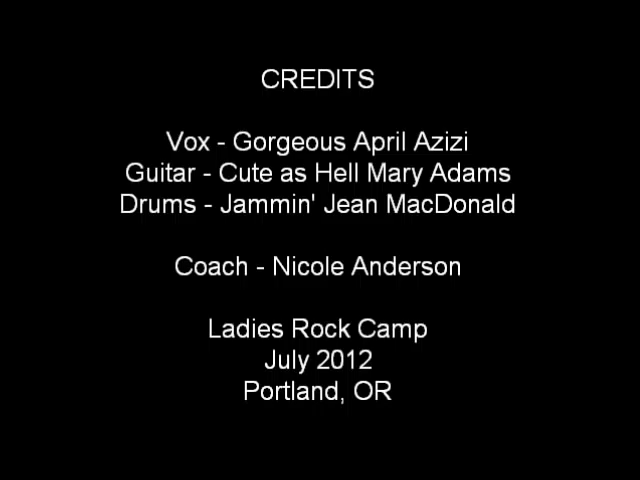 CREDITS
Vox - Gorgeous April Azizi
Guitar - Cute as Hell Mary Adams
Drums - Jammin' Jean MacDonald
Coach - Nicole Anderson
Ladies Rock Camp
July 2012
Portland, OR